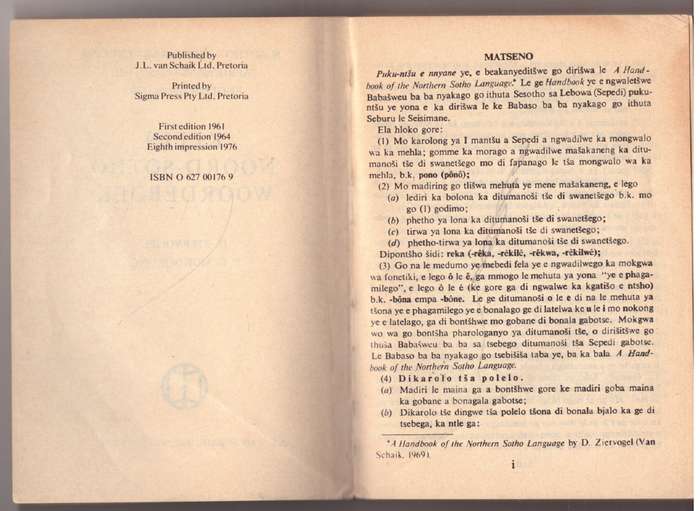 Published by
J. L. van Schaik Ltd, Pretoria
Printed by
Sigma Press Pty Ltd, Pretoria
First edition 1961
Second edition 1964
Eighth impression 1976
ISBN O 627 00176 9
MATSENO
Puku-ntšu e nnyane ye, e beakanyeditšwe go dirišwa le A Hand-
book of the Northern Sotho Language.* Le ge Handbook ye e ngwaletšwe
Babašweu ba ba nyakago go ithuta Sesotho sa Lebowa (Sepedi) puku-
ntšu ye yona e ka dirišwa le ke Babaso ba ba nyakago go ithuta
Seburu le Seisimane.
Ela hloko gore:
(1) Mo karolong ya I mantšu a Sepedi a ngwadilwe ka mongwalo
wa ka mehla; gomme ka morago a ngwadilwe mašakaneng ka ditu-
manoši tše di swanetšego mo di fapanago le tša mongwalo wa ka
mehla, b.k. pono (pônô);
(2) Mo madiring go tlišwa mehuta ye mene mašakaneng, e lego
(a) lediri ka bolona ka ditumanoši tše di swanetšego b.k. mo
go (1) godimo;
(b) phetho ya lona ka ditumanoši tše di swanetšego;
(c) tirwa ya lona ka ditumanoši tše di swanetšego;
(d) phetho-tirwa ya lona ka ditumanoši tše di swanetšego.
Dipontšho šidi: reka (-rêka, -rékilé, -rêkwa, -rékilwé);
(3) Go na le medumo ye mebedi fela ye e ngwadilwego ka mokgwa
wa fonetiki, e lego ô le ê, ga mmogo le mehuta ya yona "ye e phaga-
milego", e lego ó le é (ke gore ga di ngwalwe ka kgatišo e ntsho)
b.k. -bôna empa -bóne. Le ge ditumanoši o le e di na le mehuta ya
tšona ye e phagamilego ye e bonalago ge di latelwa ke u le i mo nokong
ye e latelago, ga di bontšhwe mo gobane di bonala gabotse. Mokgwa
wo wa go bontšha pharologanyo ya ditumanoši tše, o dirišitšwe go
thuša Babašweu ba ba sa tsebego ditumanoši tša Sepedi gabotse.
Le Babaso ba ba nyakago go tsebišiša taba ye, ba ka bala A Hand-
book of the Northern Sotho Language.
(4) Dikarolo tša polelo.
(a) Madiri le maina ga a bontšhwe gore ke madiri goba maina
ka gobane a bonagala gabotse;
(b) Dikarolo tše dingwe tša polelo tšona di bonala bjalo ka ge di
tsebega, ka ntle ga:
*A Handbook of the Northern Sotho Language by D. Ziervogel (Van
Schaik, 1969).
i